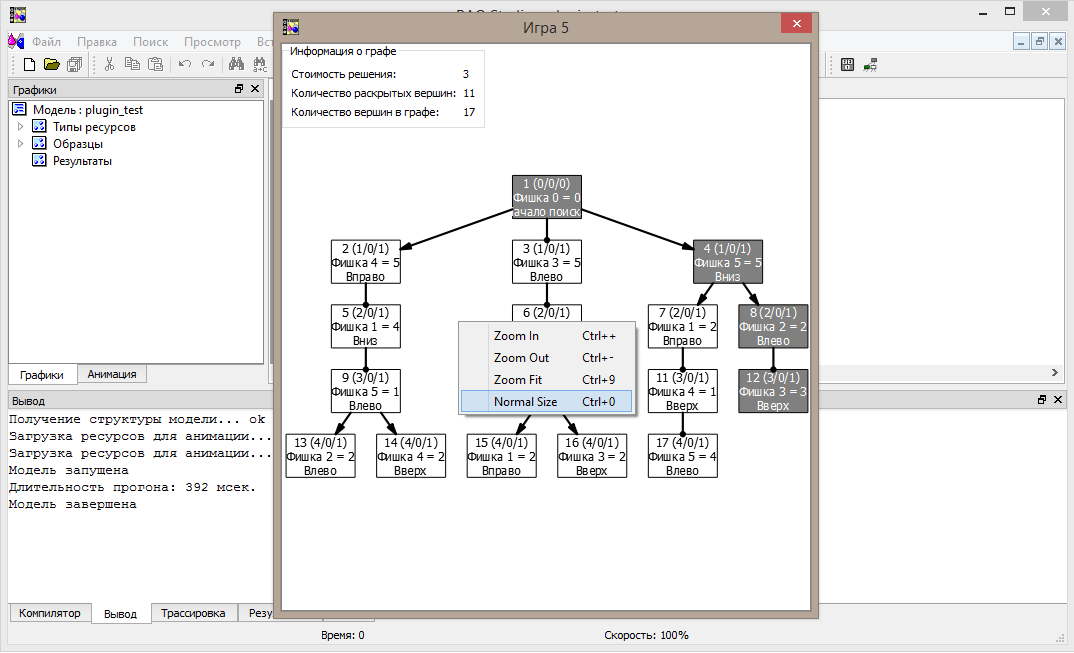 Игра 5
Файл Правка Поиск Просмотр
Графики
Модель : plugin_test
Типы ресурсов
Образцы
Результаты
Графики
Анимация
Информация о графе
Стоимость решения: 3
Количество раскрытых вершин: 11
Количество вершин в графе: 17
1 (0/0/0)
Фишка 0 = 0
ачало поиск
2 (1/0/1)
Фишка 4 = 5
Вправо
3 (1/0/1)
Фишка 3 = 5
Влево
4 (1/0/1)
Фишка 5 = 5
Вниз
5 (2/0/1)
Фишка 1 = 4
Вниз
6 (2/0/1)
7 (2/0/1)
Фишка 1 = 2
Вправо
8 (2/0/1)
Фишка 2 = 2
Влево
Zoom In Ctrl++
Zoom Out Ctrl+-
Zoom Fit Ctrl+9
Normal Size Ctrl+0
9 (3/0/1)
Фишка 5 = 1
Влево
11 (3/0/1)
Фишка 4 = 1
Вверх
12 (3/0/1)
Фишка 3 = 3
Вверх
13 (4/0/1)
Фишка 2 = 2
Влево
14 (4/0/1)
Фишка 4 = 2
Вверх
15 (4/0/1)
Фишка 1 = 2
Вправо
16 (4/0/1)
Фишка 3 = 2
Вверх
17 (4/0/1)
Фишка 5 = 4
Влево
Вывод
Получение структуры модели... ok
Загрузка ресурсов для анимации...
Загрузка ресурсов для анимации...
Модель запущена
Длительность прогона: 392 мсек.
Модель завершена
Компилятор
Вывод
Трассировка
Резу
Время: 0
Скорость: 100%